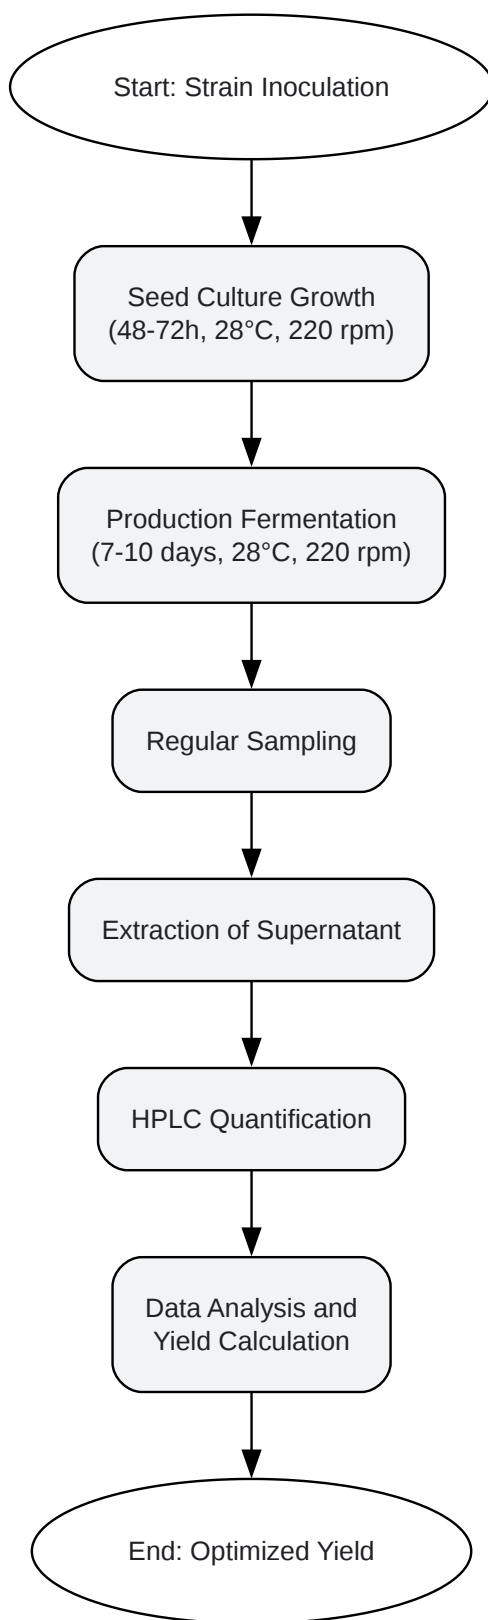 Start: Strain Inoculation
Seed Culture Growth
(48-72h, 28°C, 220 rpm)
Production Fermentation
(7-10 days, 28°C, 220 rpm)
Regular Sampling
Extraction of Supernatant
HPLC Quantification
Data Analysis and
Yield Calculation
End: Optimized Yield